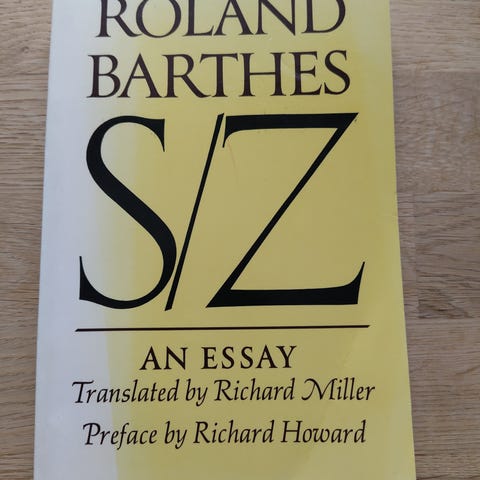 ROLAND
BARTHES
S/Z
AN ESSAY
Translated by Richard Miller
Preface by Richard Howard